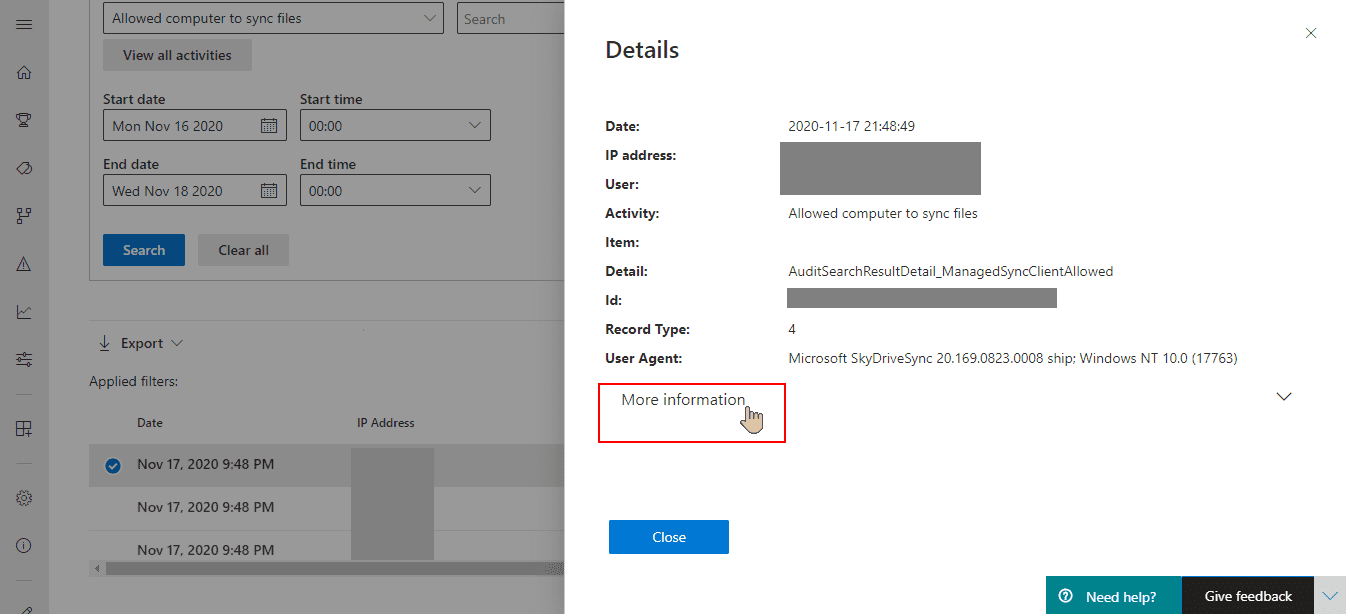 Allowed computer to sync files
Search
View all activities
Start date
Start time
Mon Nov 16 2020
00:00
End date
End time
Wed Nov 18 2020
00:00
Search
Clear all
Export
Applied filters:
Date
IP Address
Nov 17, 2020 9:48 PM
Nov 17, 2020 9:48 PM
Nov 17, 2020 9:48 PM
Details
Date: 2020-11-17 21:48:49
IP address:
User:
Activity: Allowed computer to sync files
Item:
Detail: AuditSearchResultDetail_ManagedSyncClientAllowed
Id:
Record Type: 4
User Agent: Microsoft SkyDriveSync 20.169.0823.0008 ship; Windows NT 10.0 (17763)
More information
Close
Need help?
Give feedback